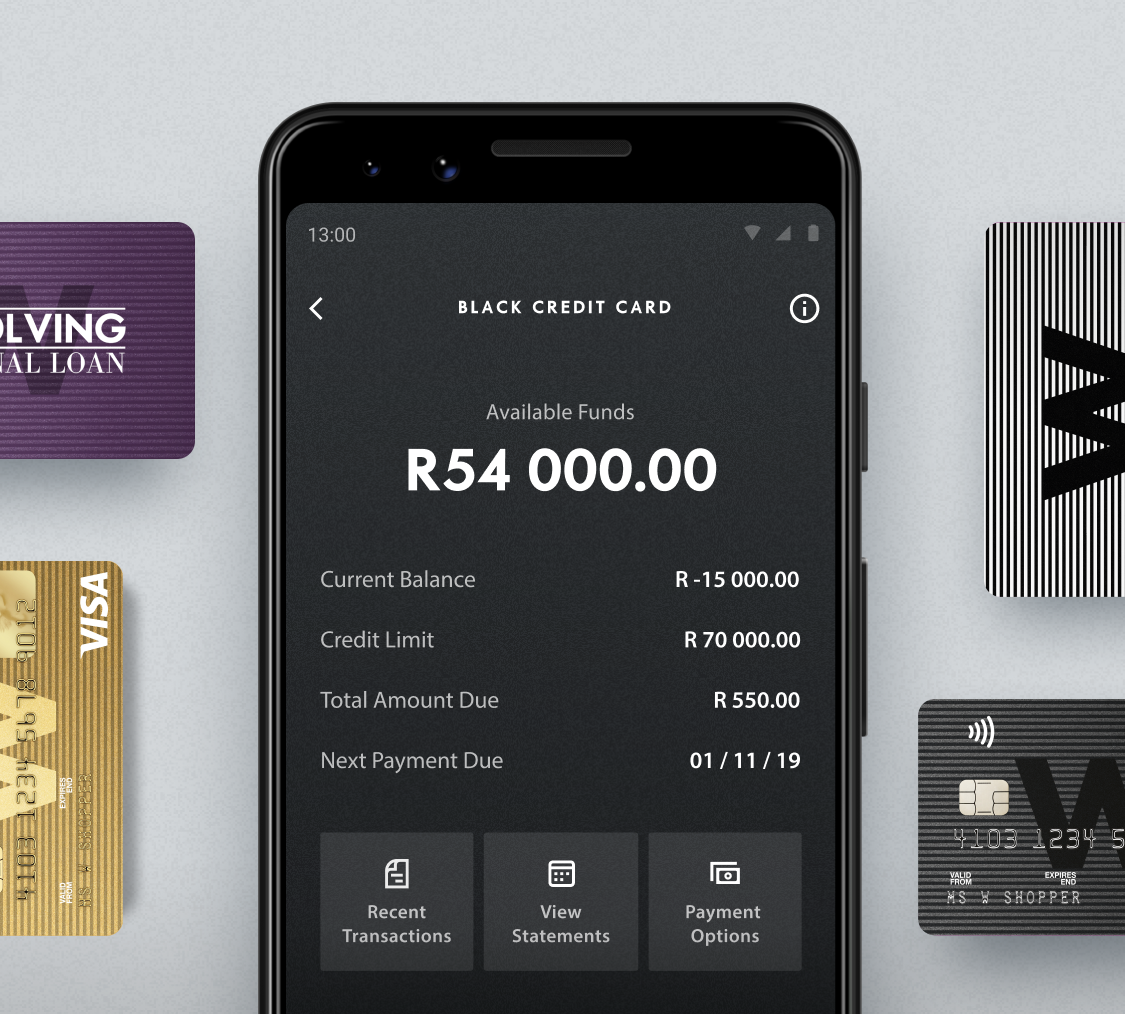 13:00
BLACK CREDIT CARD
Available Funds
R54 000.00
Current Balance R -15 000.00
Credit Limit R 70 000.00
Total Amount Due R 550.00
Next Payment Due 01 / 11 / 19
Recent
Transactions
View
Statements
Payment
Options
OLVING
NAL LOAN
VISA
4103 1234 5678 9012
VALID
FROM
EXPIRES
END
MS W SHOPPER
W
W
4103 1234 5
VALID
FROM
EXPIRES
END
MS W SHOPPER